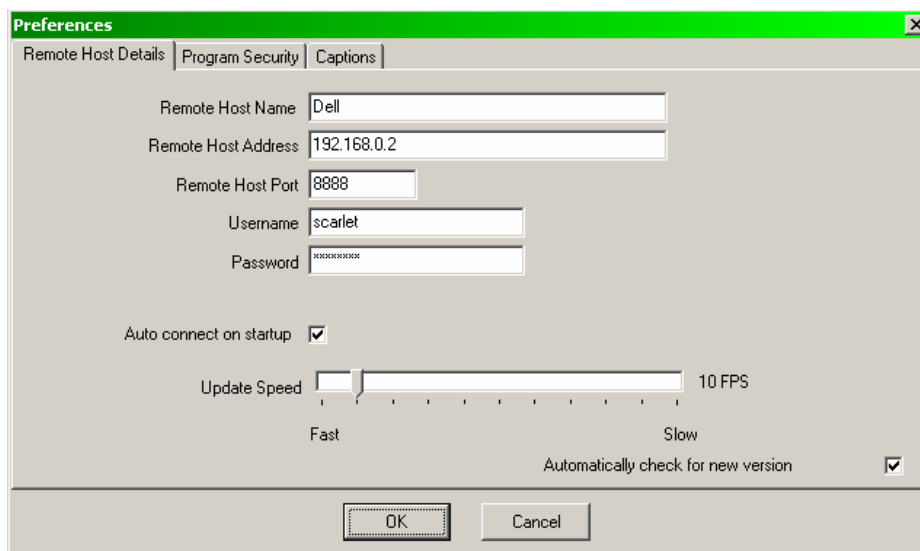 Preferences
Remote Host Details Program Security Captions
Remote Host Name Dell
Remote Host Address 192.168.0.2
Remote Host Port 8888
Username scarlet
Password ********
Auto connect on startup
Update Speed 10 FPS
Fast Slow
Automatically check for new version
OK Cancel